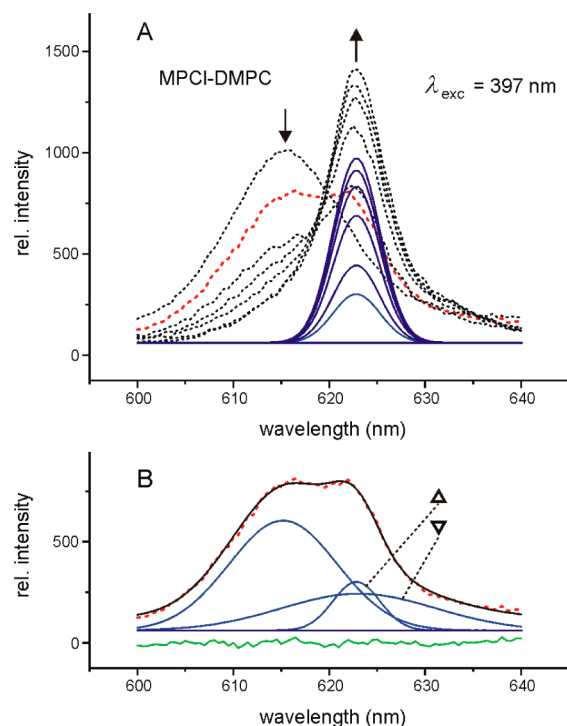 A
1500
MPCI-DMPC
λexc = 397 nm
1000
rel. intensity
500
0
600 610 620 630 640
wavelength (nm)
B
500
rel. intensity
0
600 610 620 630 640
wavelength (nm)